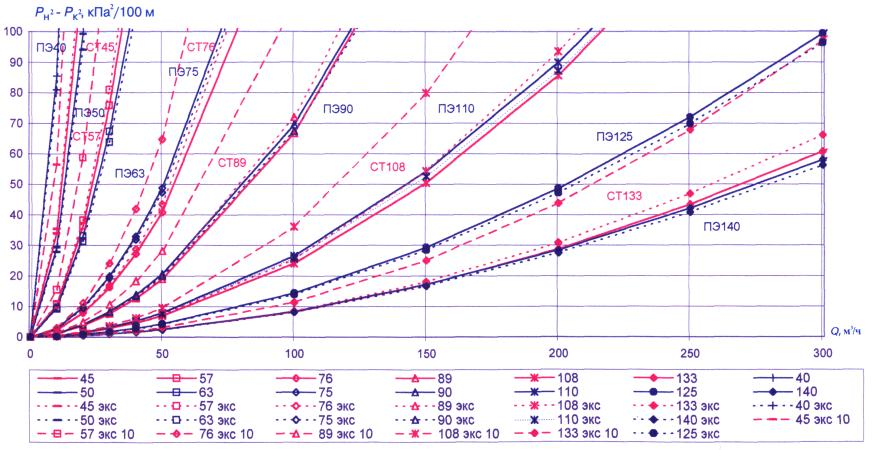 Pн² - Pк², кПа²/100 м
100
90
80
70
60
50
40
30
20
10
0
ПЭ40
СТ45
СТ76
ПЭ75
ПЭ50
СТ57
ПЭ63
СТ89
ПЭ90
СТ108
ПЭ110
ПЭ125
СТ133
ПЭ140
0 50 100 150 200 250 300
Q, м³/ч
45 57 76 89 108 133 40
50 63 75 90 110 125 140
45 экс 57 экс 76 экс 89 экс 108 экс 133 экс 40 экс
50 экс 63 экс 75 экс 90 экс 110 экс 140 экс 45 экс 10
57 экс 10 76 экс 10 89 экс 10 108 экс 10 133 экс 10 125 экс